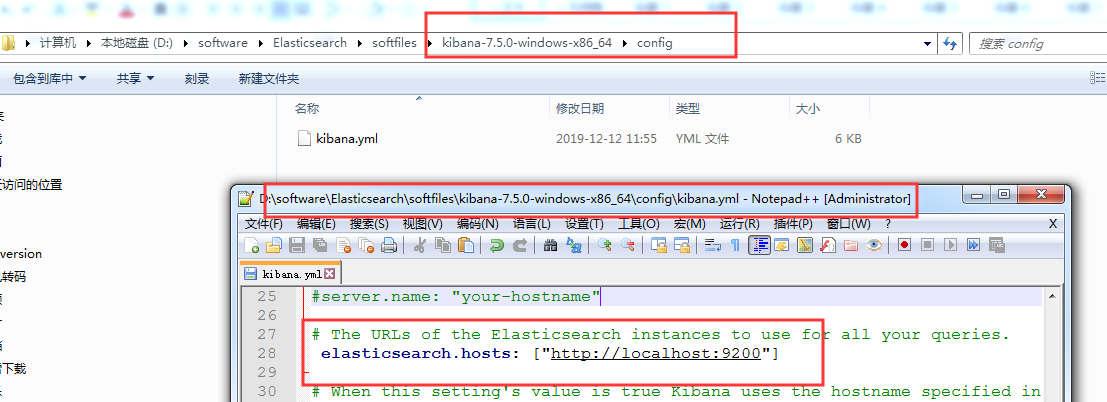 计算机 本地磁盘 (D:) software Elasticsearch softfiles kibana-7.5.0-windows-x86_64 config 搜索 config
包含到库中 共享 刻录 新建文件夹
名称 修改日期 类型 大小
kibana.yml 2019-12-12 11:55 YML 文件 6 KB
访问的位置
D:\software\Elasticsearch\softfiles\kibana-7.5.0-windows-x86_64\config\kibana.yml - Notepad++ [Administrator]
文件(F) 编辑(E) 搜索(S) 视图(V) 编码(N) 语言(L) 设置(T) 工具(O) 宏(M) 运行(R) 插件(P) 窗口(W) ? X
version
转码
kibana.yml
25 #server.name: "your-hostname"
26
27 # The URLs of the Elasticsearch instances to use for all your queries.
28 elasticsearch.hosts: ["http://localhost:9200"]
29
下载
30 # When this setting's value is true Kibana uses the hostname specified in